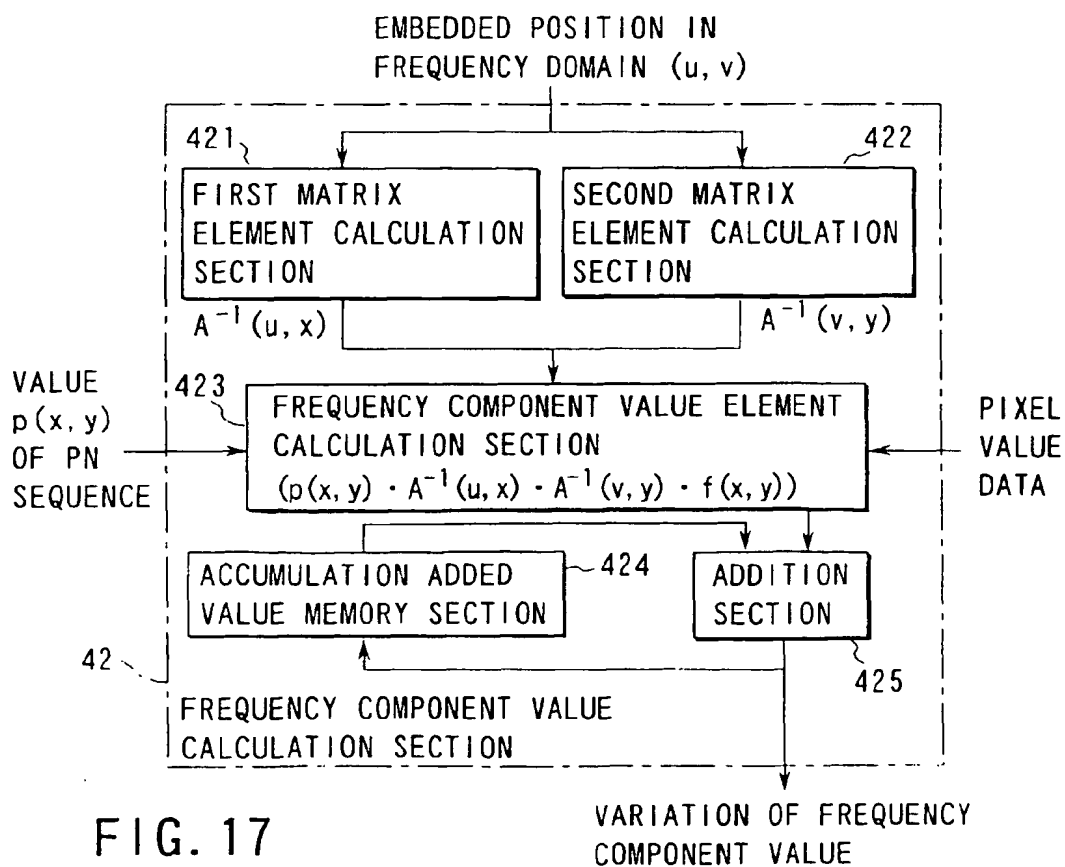 EMBEDDED POSITION IN
FREQUENCY DOMAIN (u, v)
421
422
FIRST MATRIX
ELEMENT CALCULATION
SECTION
SECOND MATRIX
ELEMENT CALCULATION
SECTION
A⁻¹(u, x)
A⁻¹(v, y)
VALUE
p(x, y)
OF PN
SEQUENCE
423
FREQUENCY COMPONENT VALUE ELEMENT
CALCULATION SECTION
(p(x, y) · A⁻¹(u, x) · A⁻¹(v, y) · f(x, y))
PIXEL
VALUE
DATA
ACCUMULATION ADDED
VALUE MEMORY SECTION
424
ADDITION
SECTION
425
42
FREQUENCY COMPONENT VALUE
CALCULATION SECTION
VARIATION OF FREQUENCY
COMPONENT VALUE
FIG. 17